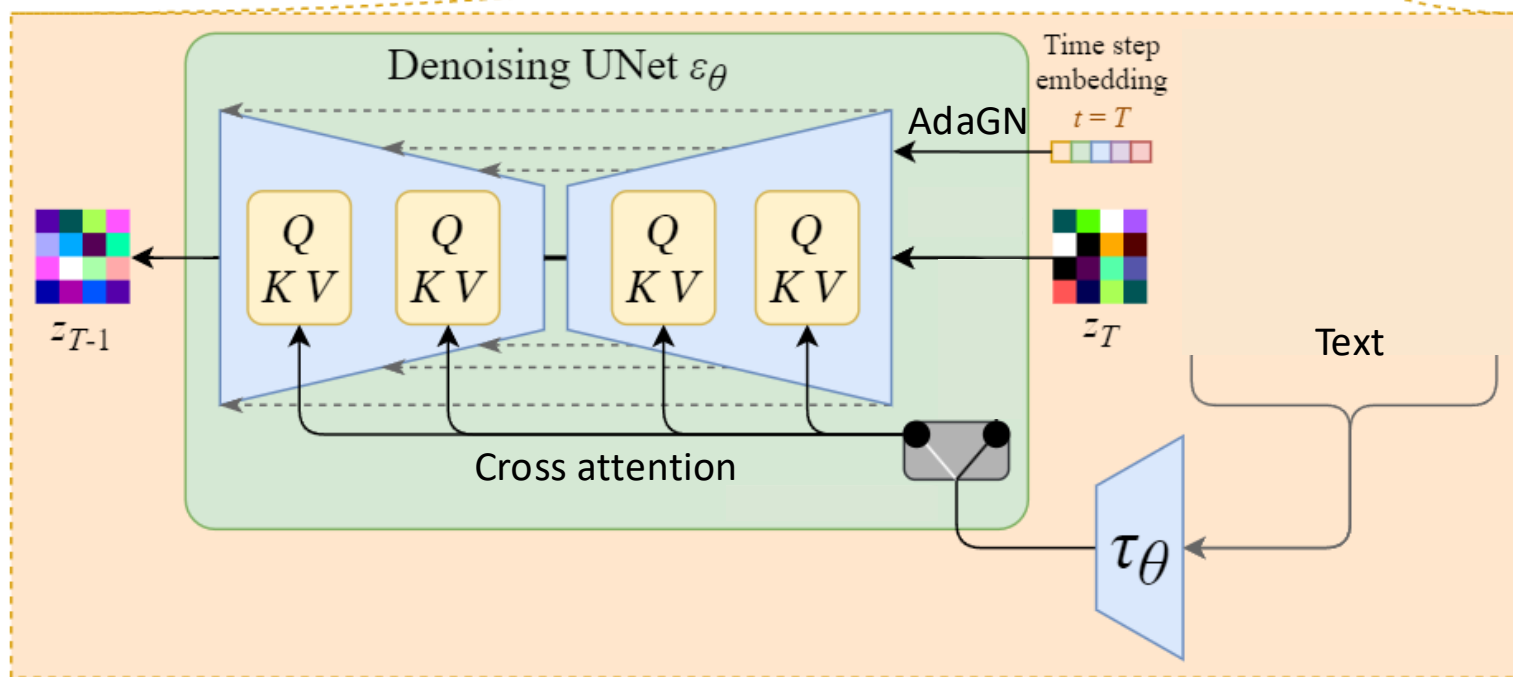 Denoising UNet εθ
Time step
embedding
t = T
AdaGN
Q
K V
Q
K V
Q
K V
Q
K V
zT-1
zT
Text
Cross attention
τθ